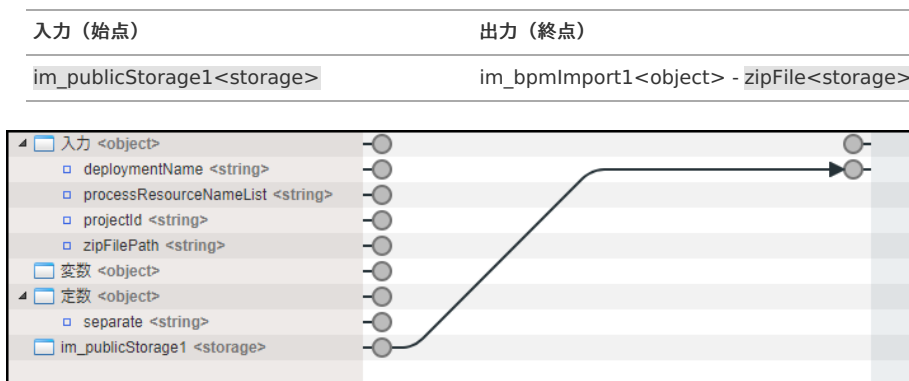 入力（始点） 出力（終点）
im_publicStorage1<storage> im_bpmImport1<object> - zipFile<storage>
入力 <object>
deploymentName <string>
processResourceNameList <string>
projectId <string>
zipFilePath <string>
変数 <object>
定数 <object>
separate <string>
im_publicStorage1 <storage>